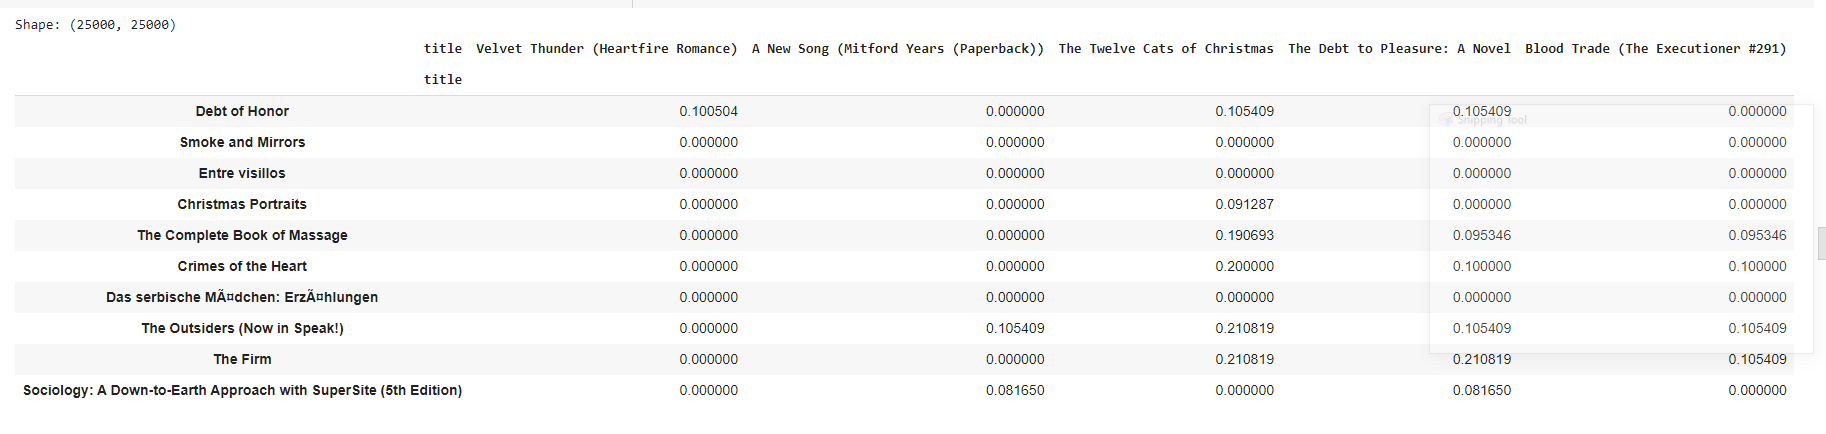 Shape: (25000, 25000)
title Velvet Thunder (Heartfire Romance) A New Song (Mitford Years (Paperback)) The Twelve Cats of Christmas The Debt to Pleasure: A Novel Blood Trade (The Executioner #291)
title
Debt of Honor 0.100504 0.000000 0.105409 0.105409 0.000000
Snipping Tool
Smoke and Mirrors 0.000000 0.000000 0.000000 0.000000 0.000000
Entre visillos 0.000000 0.000000 0.000000 0.000000 0.000000
Christmas Portraits 0.000000 0.000000 0.091287 0.000000 0.000000
The Complete Book of Massage 0.000000 0.000000 0.190693 0.095346 0.095346
Crimes of the Heart 0.000000 0.000000 0.200000 0.100000 0.100000
Das serbische MÃ¤dchen: ErzÃ¤hlungen 0.000000 0.000000 0.000000 0.000000 0.000000
The Outsiders (Now in Speak!) 0.000000 0.105409 0.210819 0.105409 0.105409
The Firm 0.000000 0.000000 0.210819 0.210819 0.105409
Sociology: A Down-to-Earth Approach with SuperSite (5th Edition) 0.000000 0.081650 0.000000 0.081650 0.000000